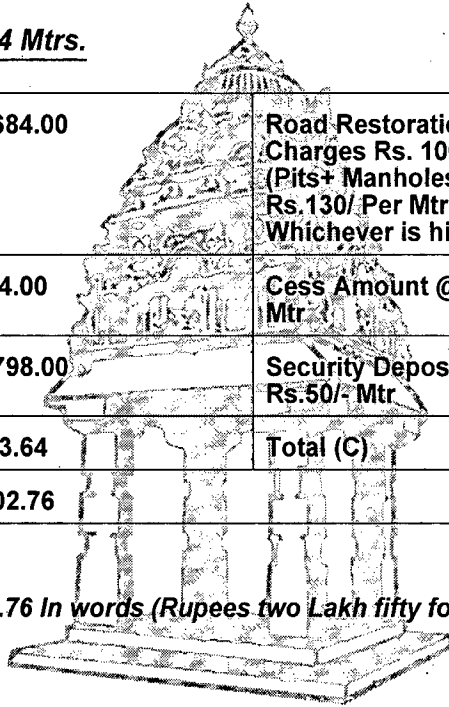 4 Mtrs.
684.00
Road Restoratio
Charges Rs. 10
(Pits+ Manholes
Rs.130/ Per Mtr
Whichever is hi
4.00
Cess Amount @
Mtr
798.00
Security Depos
Rs.50/- Mtr
3.64
Total (C)
02.76
.76 In words (Rupees two Lakh fifty fo